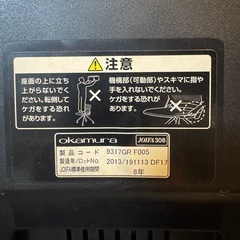 注意
座面の上に立ち
上がらないでく
ださい。転倒して
ケガをする恐れ
があります。
機構部(可動部)やスキマに指や
手を入れないでください。
ケガをする恐れが
あります。
okamura
JOIFA308
製品コード 9317GR F005
製造年/ロットNo. 2013/191113 DF17
JOIFA標準使用期間 8年